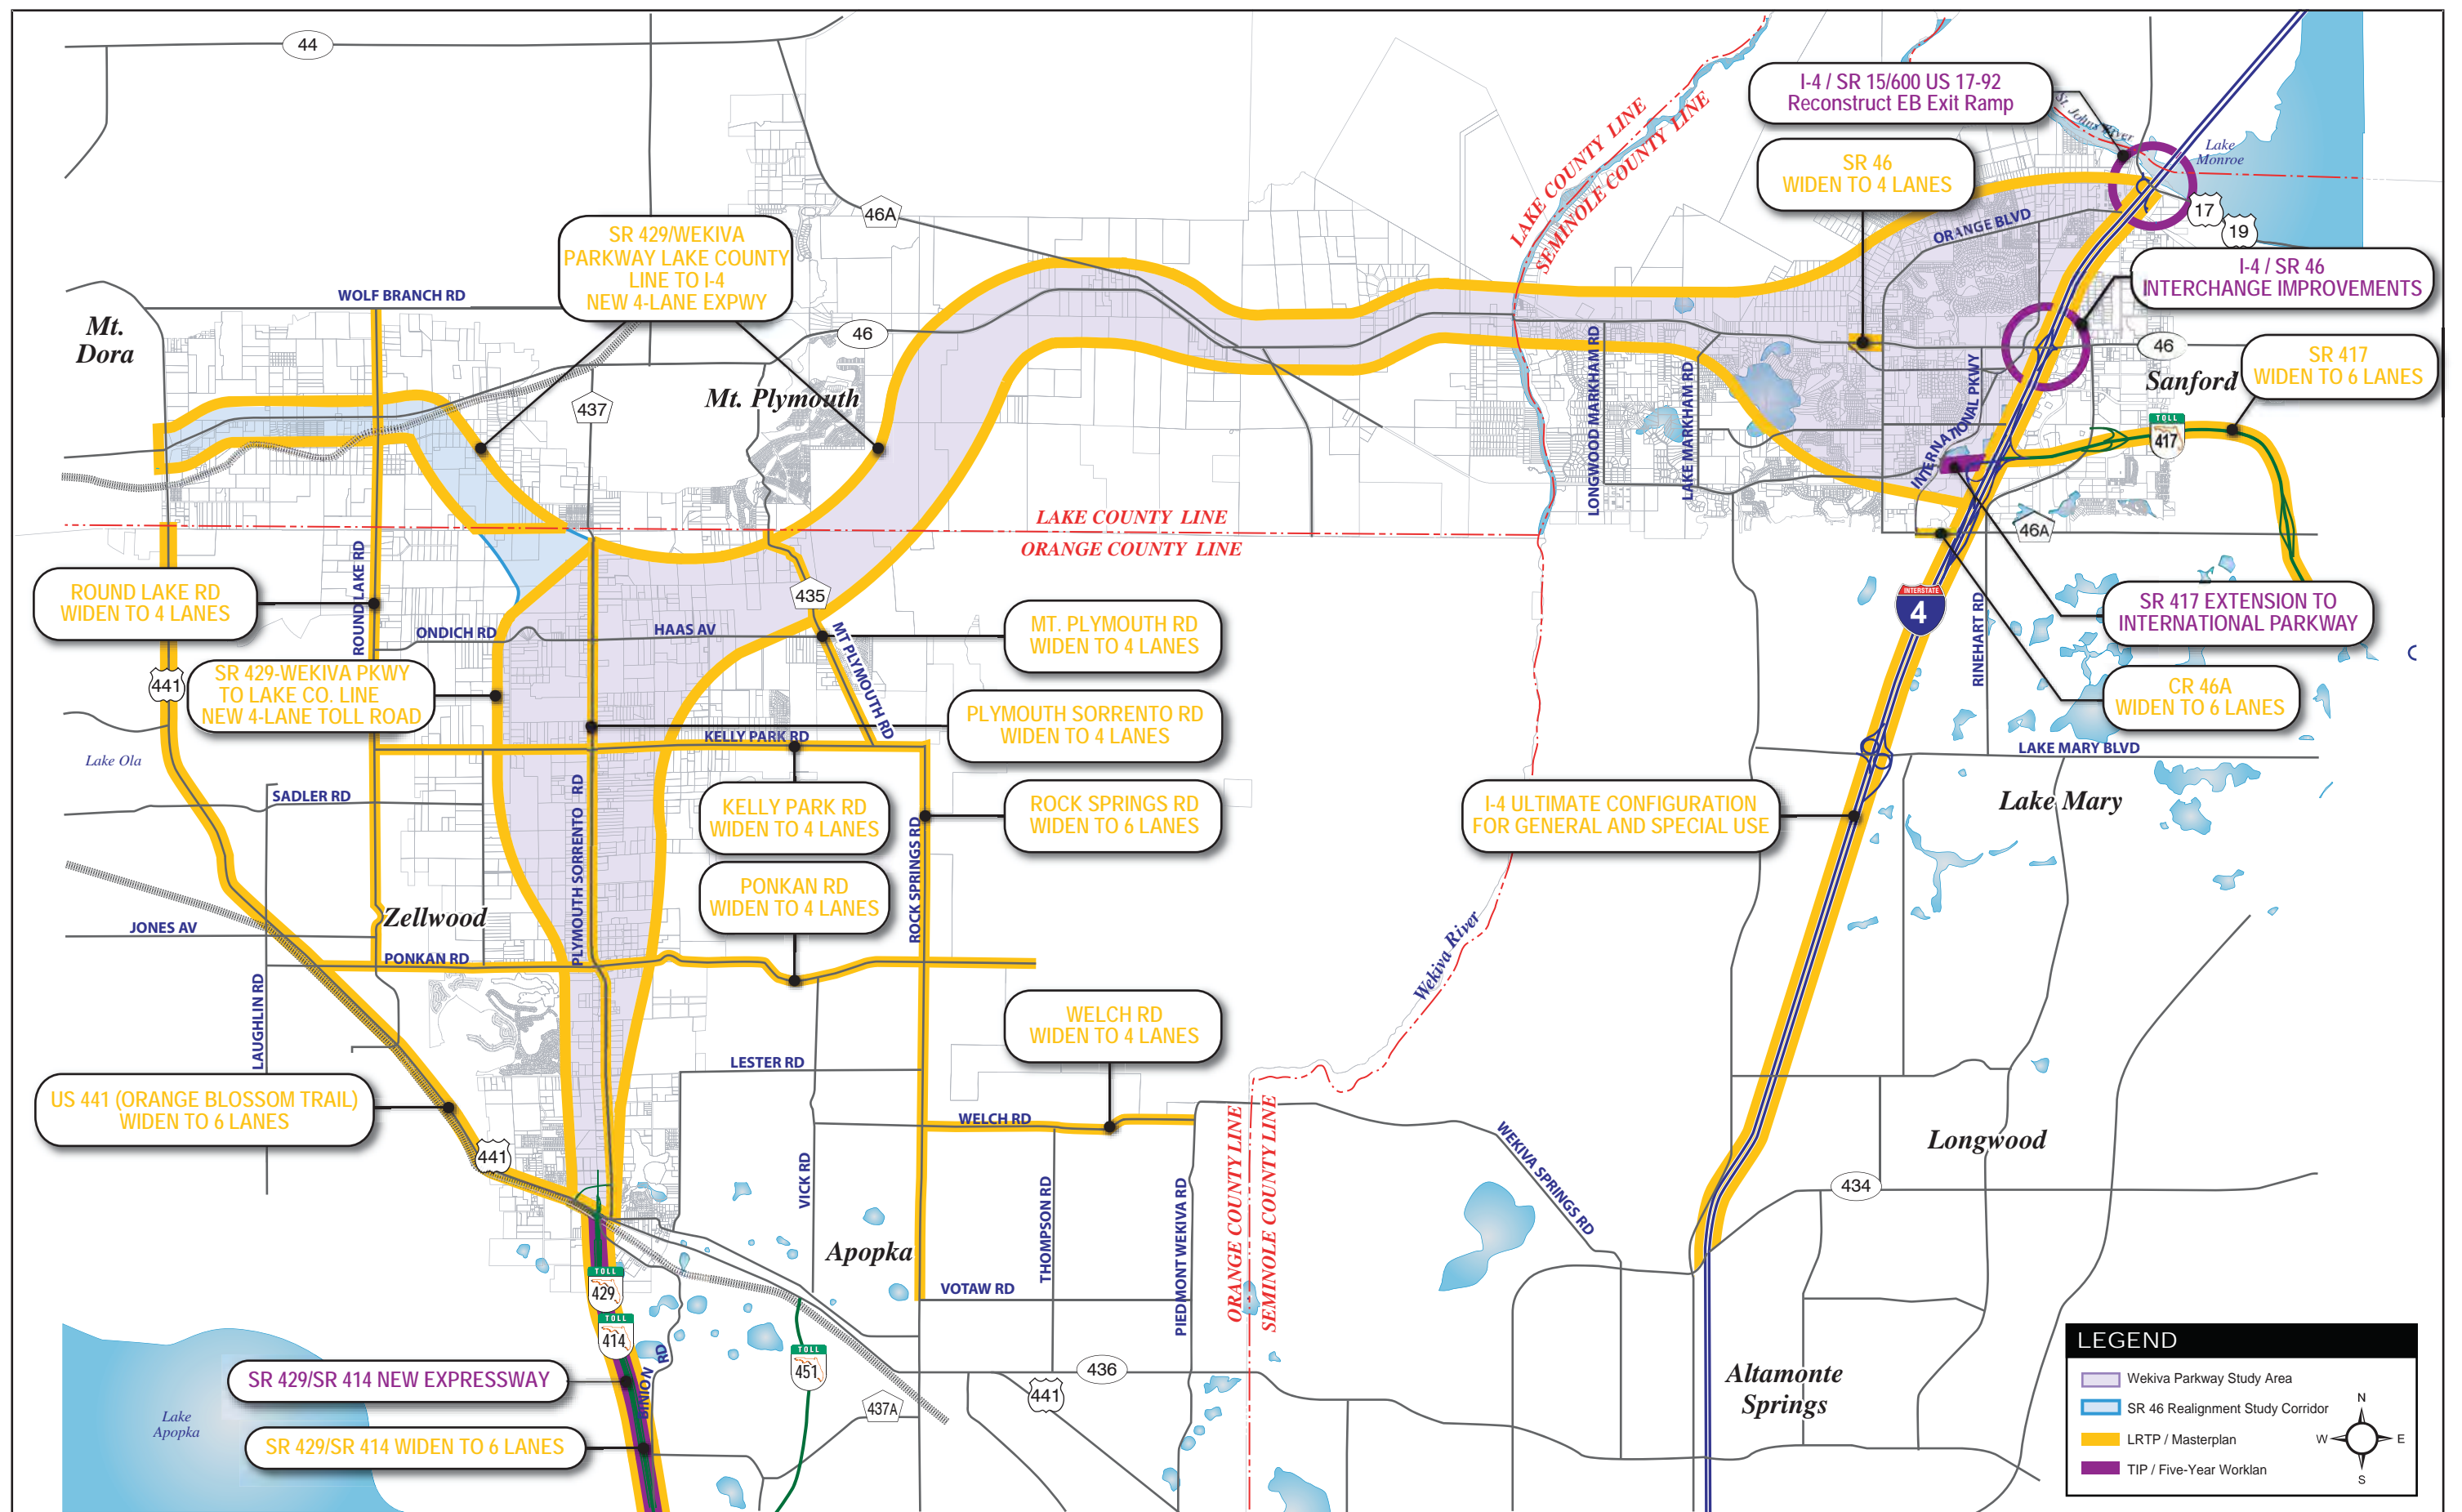 44
I-4 / SR 15/600 US 17-92
Reconstruct EB Exit Ramp
St. Johns River
Lake
Monroe
LAKE COUNTY LINE
SEMINOLE COUNTY LINE
SR 46
WIDEN TO 4 LANES
46A
17
19
ORANGE BLVD
SR 429/WEKIVA
PARKWAY LAKE COUNTY
LINE TO I-4
NEW 4-LANE EXPWY
I-4 / SR 46
INTERCHANGE IMPROVEMENTS
WOLF BRANCH RD
Mt.
Dora
46
46
SR 417
WIDEN TO 6 LANES
Sanford
LONGWOOD MARKHAM RD
LAKE MARKHAM RD
INTERNATIONAL PKWY
INTERNATIONAL PKWY
437
Mt. Plymouth
TOLL
417
LAKE COUNTY LINE
ORANGE COUNTY LINE
46A
ROUND LAKE RD
ROUND LAKE RD
WIDEN TO 4 LANES
435
INTERSTATE
4
RINEHART RD
SR 417 EXTENSION TO
INTERNATIONAL PARKWAY
ONDICH RD
HAAS AV
MT PLYMOUTH RD
MT. PLYMOUTH RD
WIDEN TO 4 LANES
441
SR 429-WEKIVA PKWY
TO LAKE CO. LINE
NEW 4-LANE TOLL ROAD
CR 46A
WIDEN TO 6 LANES
PLYMOUTH SORRENTO RD
WIDEN TO 4 LANES
KELLY PARK RD
LAKE MARY BLVD
Lake Ola
SADLER RD
PLYMOUTH SORRENTO RD
KELLY PARK RD
WIDEN TO 4 LANES
ROCK SPRINGS RD
ROCK SPRINGS RD
WIDEN TO 6 LANES
I-4 ULTIMATE CONFIGURATION
FOR GENERAL AND SPECIAL USE
Lake Mary
PONKAN RD
WIDEN TO 4 LANES
Zellwood
JONES AV
PONKAN RD
Wekiva River
LAUGHLIN RD
WELCH RD
WIDEN TO 4 LANES
LESTER RD
US 441 (ORANGE BLOSSOM TRAIL)
WIDEN TO 6 LANES
441
WELCH RD
WEKIVA SPRINGS RD
Longwood
434
VICK RD
THOMPSON RD
PIEDMONT WEKIVA RD
ORANGE COUNTY LINE
SEMINOLE COUNTY LINE
Apopka
VOTAW RD
TOLL
429
TOLL
414
BINION RD
TOLL
451
436
441
437A
SR 429/SR 414 NEW EXPRESSWAY
SR 429/SR 414 WIDEN TO 6 LANES
Lake
Apopka
Altamonte
Springs
LEGEND
Wekiva Parkway Study Area
SR 46 Realignment Study Corridor
LRTP / Masterplan
TIP / Five-Year Worklan
N
W
E
S